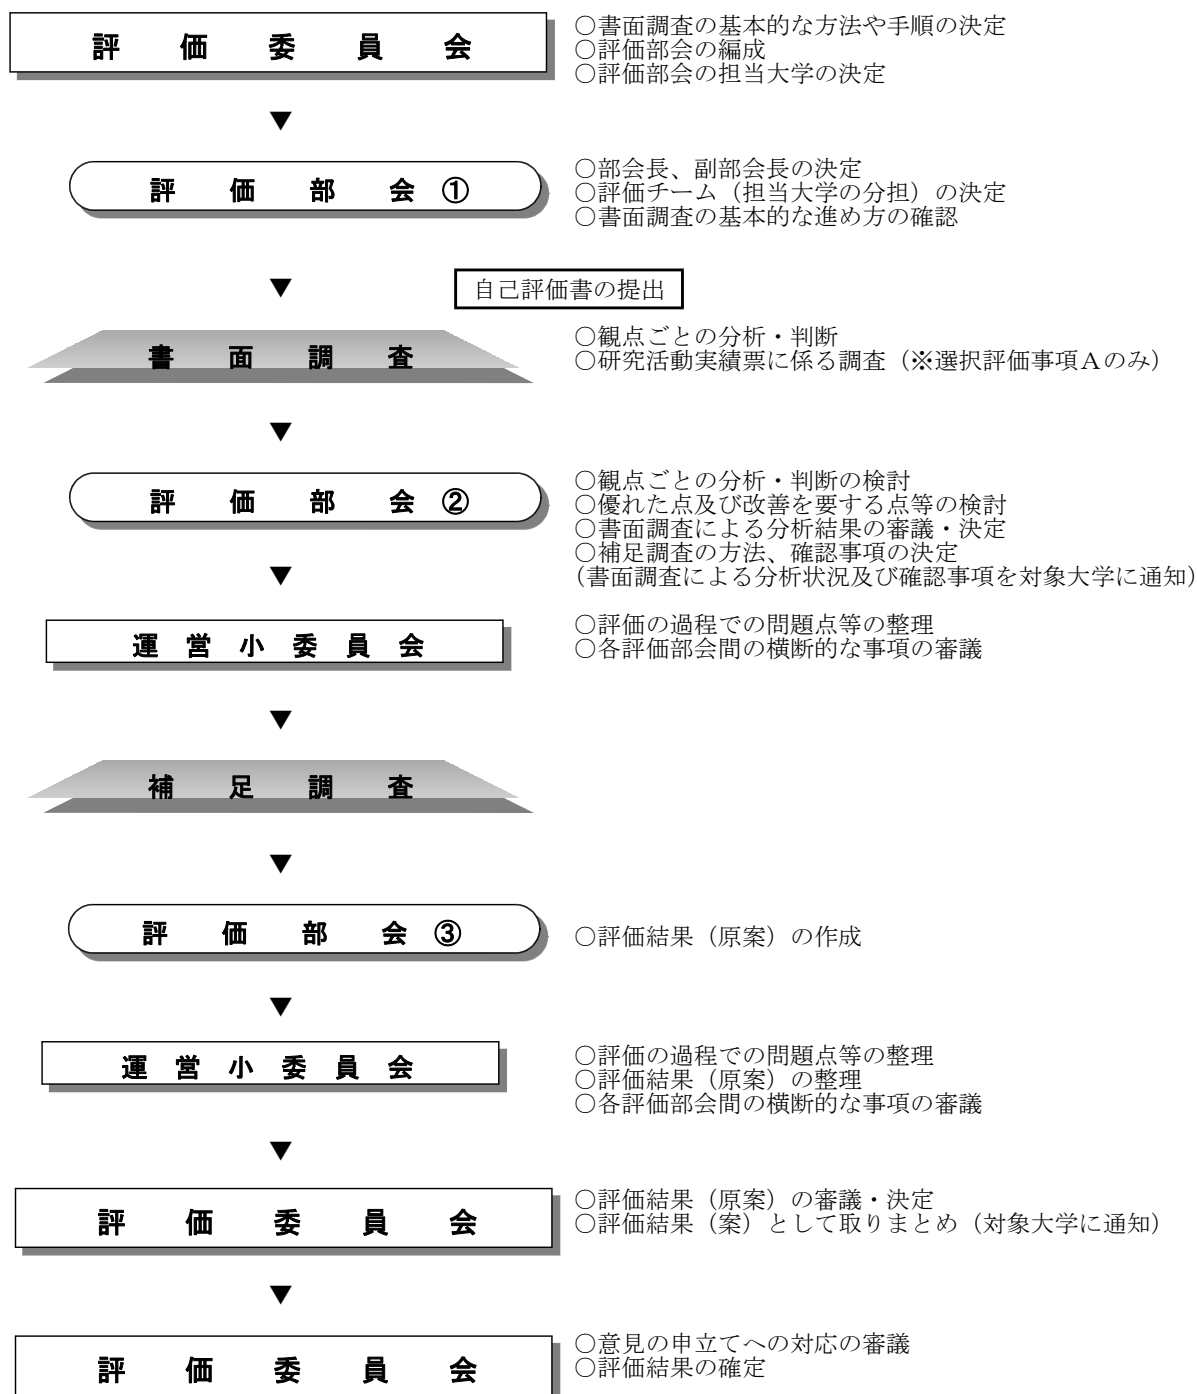 評価委員会
○書面調査の基本的な方法や手順の決定
○評価部会の編成
○評価部会の担当大学の決定
▼
評価部会①
○部会長、副部会長の決定
○評価チーム（担当大学の分担）の決定
○書面調査の基本的な進め方の確認
▼
自己評価書の提出
書面調査
○観点ごとの分析・判断
○研究活動実績票に係る調査（※選択評価事項Ａのみ）
▼
評価部会②
○観点ごとの分析・判断の検討
○優れた点及び改善を要する点等の検討
○書面調査による分析結果の審議・決定
○補足調査の方法、確認事項の決定
（書面調査による分析状況及び確認事項を対象大学に通知）
▼
運営小委員会
○評価の過程での問題点等の整理
○各評価部会間の横断的な事項の審議
▼
補足調査
▼
評価部会③
○評価結果（原案）の作成
▼
運営小委員会
○評価の過程での問題点等の整理
○評価結果（原案）の整理
○各評価部会間の横断的な事項の審議
▼
評価委員会
○評価結果（原案）の審議・決定
○評価結果（案）として取りまとめ（対象大学に通知）
▼
評価委員会
○意見の申立てへの対応の審議
○評価結果の確定